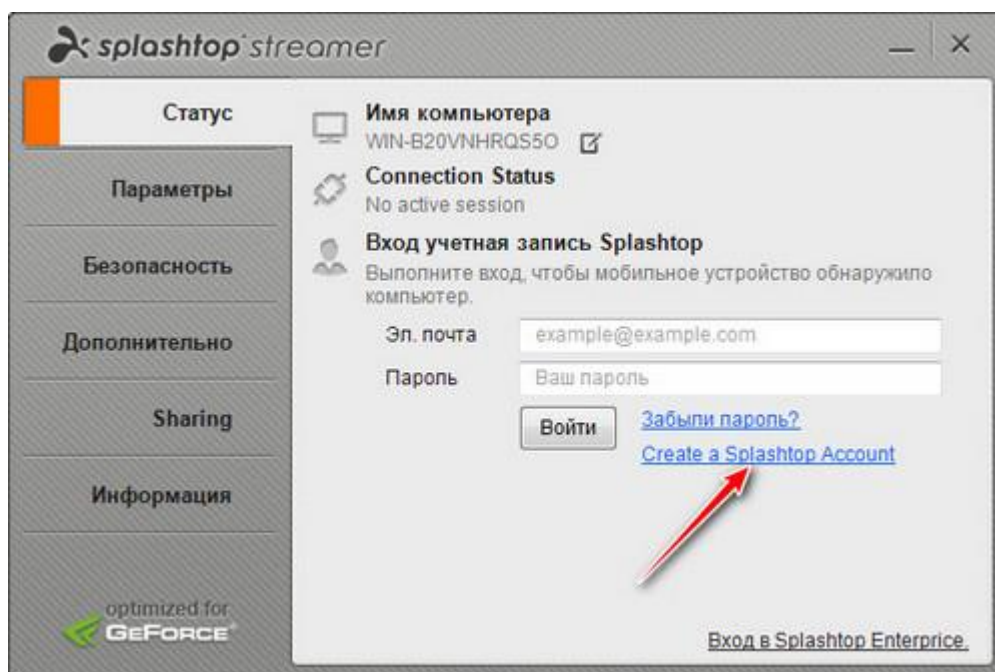 splashtop streamer
Статус
Параметры
Безопасность
Дополнительно
Sharing
Информация
optimized for
GEFORCE
Имя компьютера
WIN-B20VNHRQS5O
Connection Status
No active session
Вход учетная запись Splashtop
Выполните вход, чтобы мобильное устройство обнаружило
компьютер.
Эл. почта example@example.com
Пароль Ваш пароль
Войти Забыли пароль?
Create a Splashtop Account
Вход в Splashtop Enterprice.